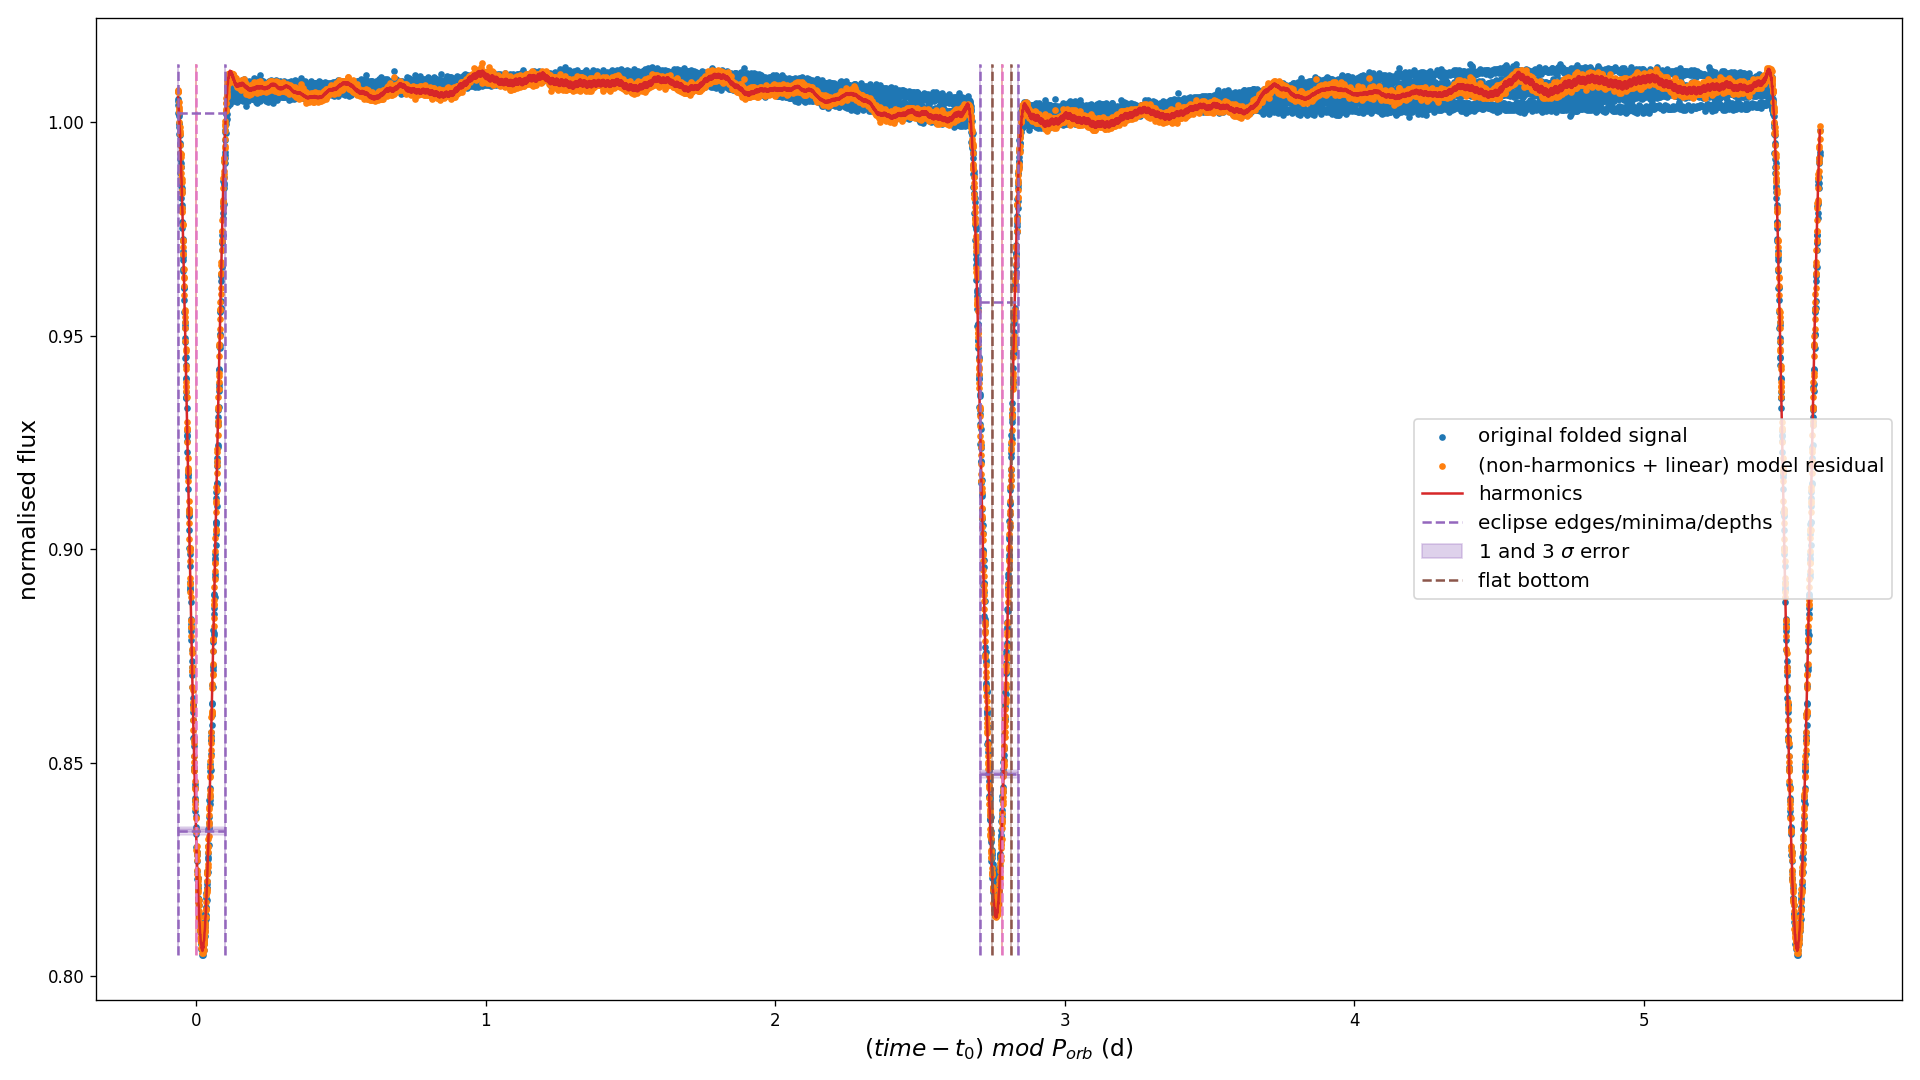 1.00
0.95
0.90
0.85
0.80
normalised flux
original folded signal
(non-harmonics + linear) model residual
harmonics
eclipse edges/minima/depths
1 and 3 σ error
flat bottom
0 1 2 3 4 5
(time − t₀) mod P_orb (d)